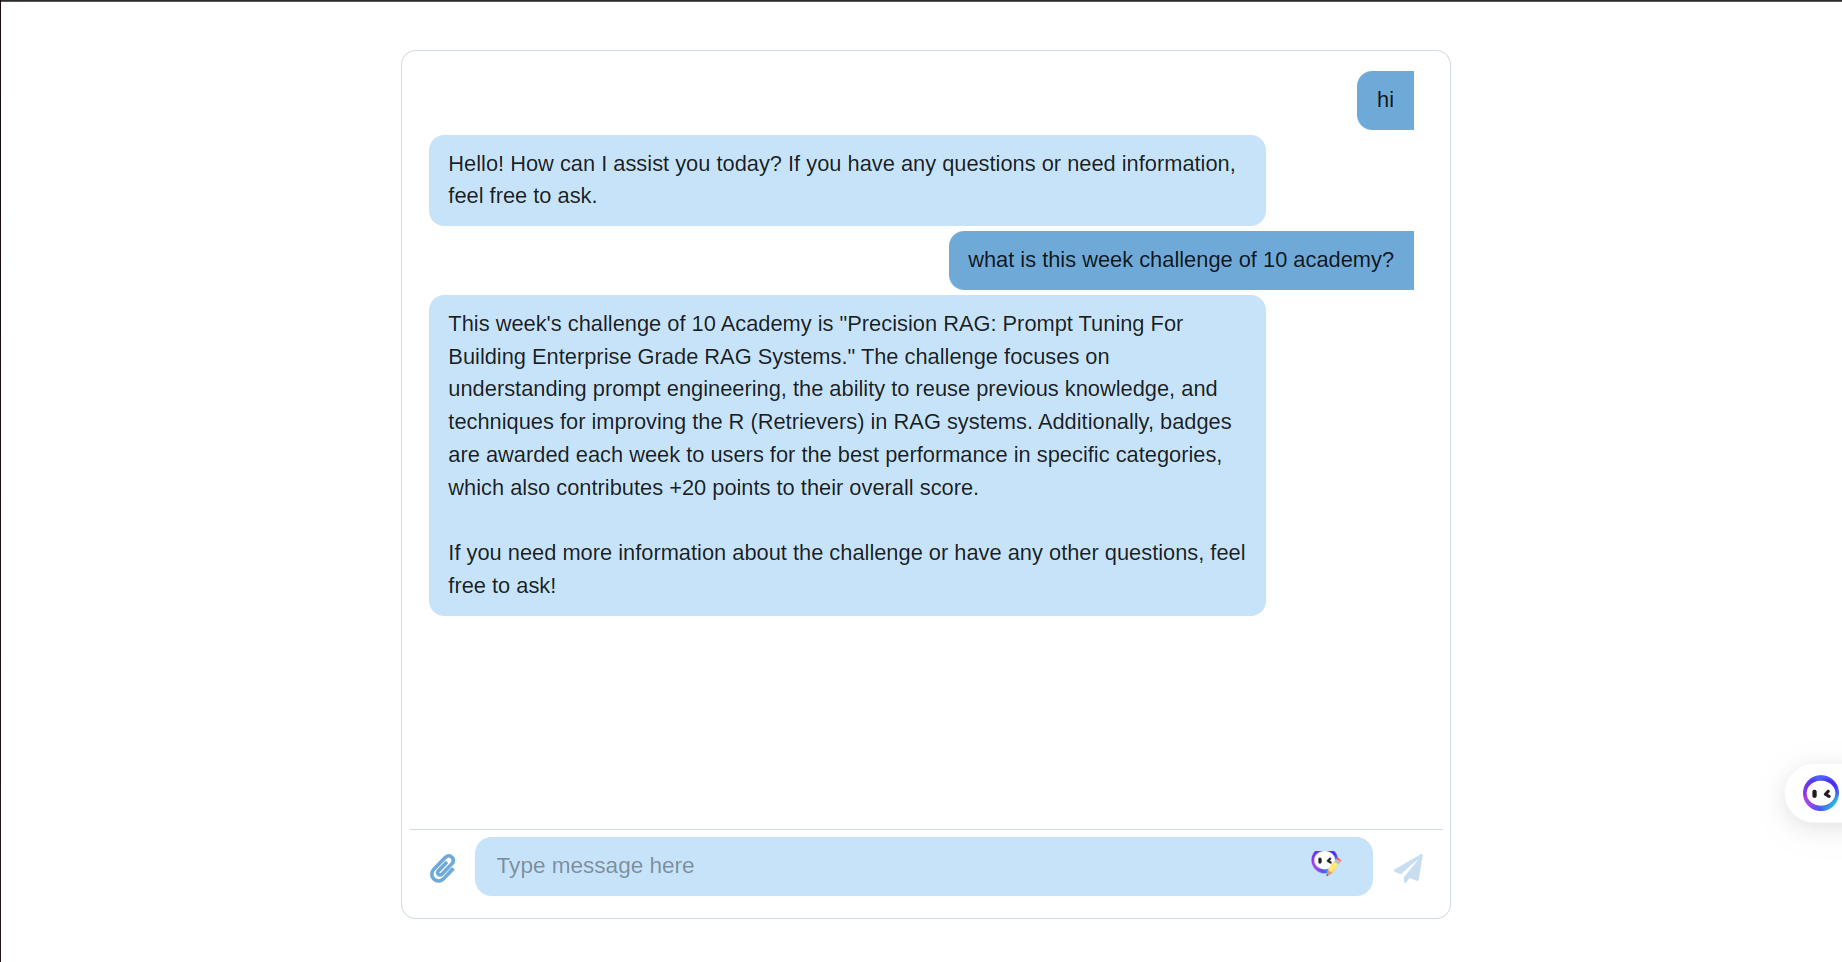 hi
Hello! How can I assist you today? If you have any questions or need information,
feel free to ask.
what is this week challenge of 10 academy?
This week's challenge of 10 Academy is "Precision RAG: Prompt Tuning For
Building Enterprise Grade RAG Systems." The challenge focuses on
understanding prompt engineering, the ability to reuse previous knowledge, and
techniques for improving the R (Retrievers) in RAG systems. Additionally, badges
are awarded each week to users for the best performance in specific categories,
which also contributes +20 points to their overall score.
If you need more information about the challenge or have any other questions, feel
free to ask!
Type message here